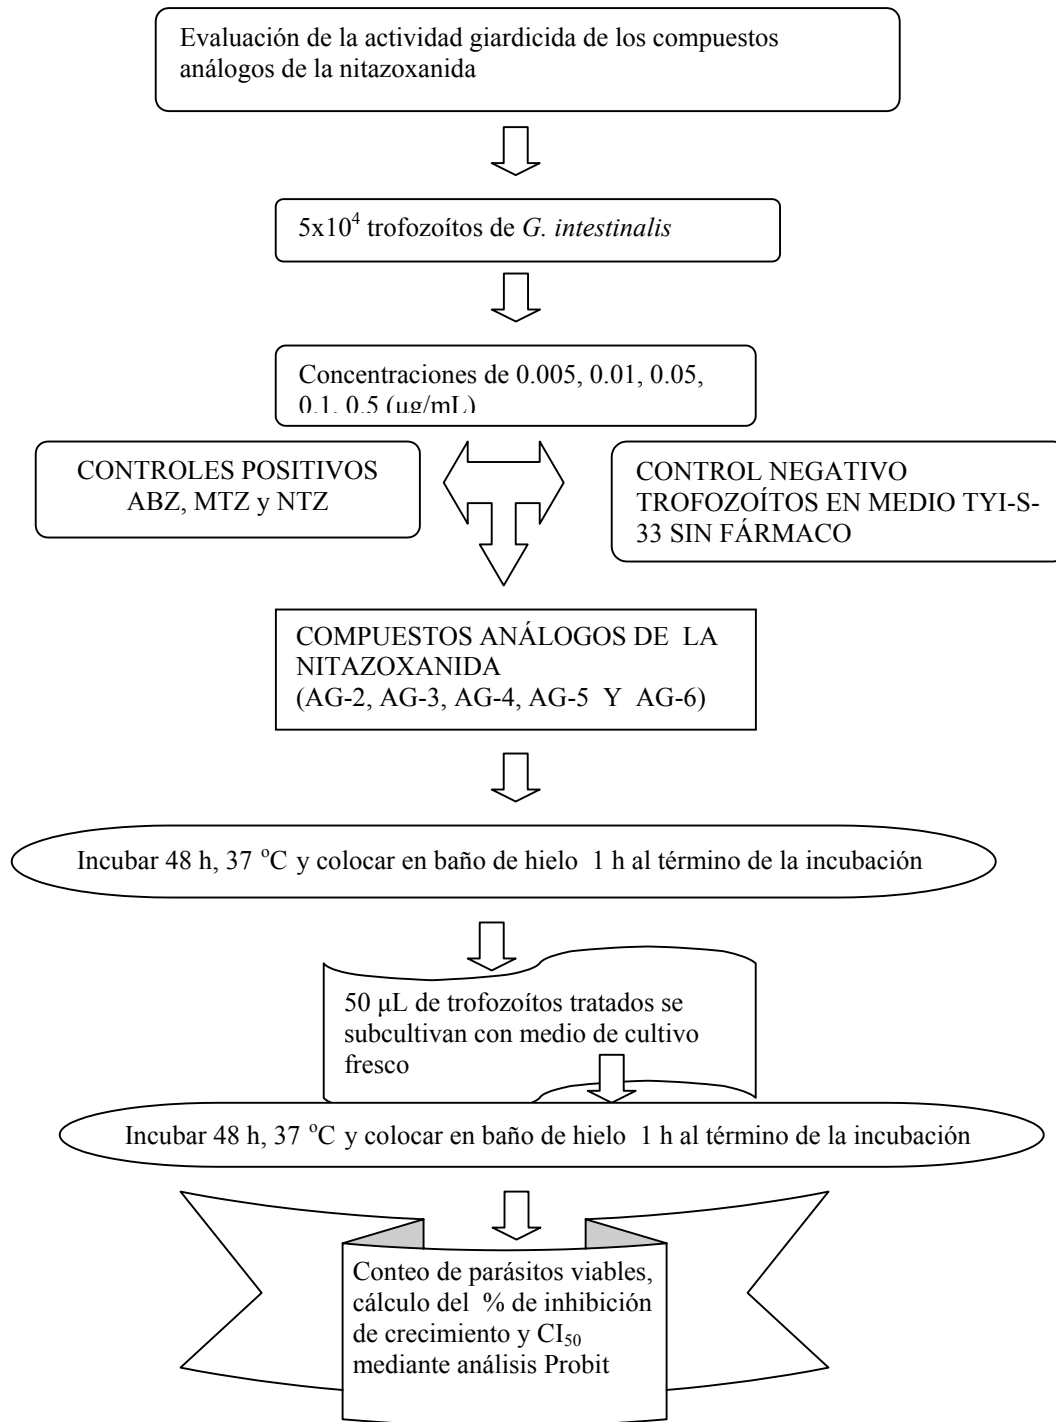 Evaluación de la actividad giardicida de los compuestos
análogos de la nitazoxanida
5x10⁴ trofozoítos de G. intestinalis
Concentraciones de 0.005, 0.01, 0.05,
0.1, 0.5 (µg/mL)
CONTROLES POSITIVOS
ABZ, MTZ y NTZ
CONTROL NEGATIVO
TROFOZOÍTOS EN MEDIO TYI-S-
33 SIN FÁRMACO
COMPUESTOS ANÁLOGOS DE LA
NITAZOXANIDA
(AG-2, AG-3, AG-4, AG-5 Y AG-6)
Incubar 48 h, 37 °C y colocar en baño de hielo 1 h al término de la incubación
50 µL de trofozoítos tratados se
subcultivan con medio de cultivo
fresco
Incubar 48 h, 37 °C y colocar en baño de hielo 1 h al término de la incubación
Conteo de parásitos viables,
cálculo del % de inhibición
de crecimiento y CI₅₀
mediante análisis Probit